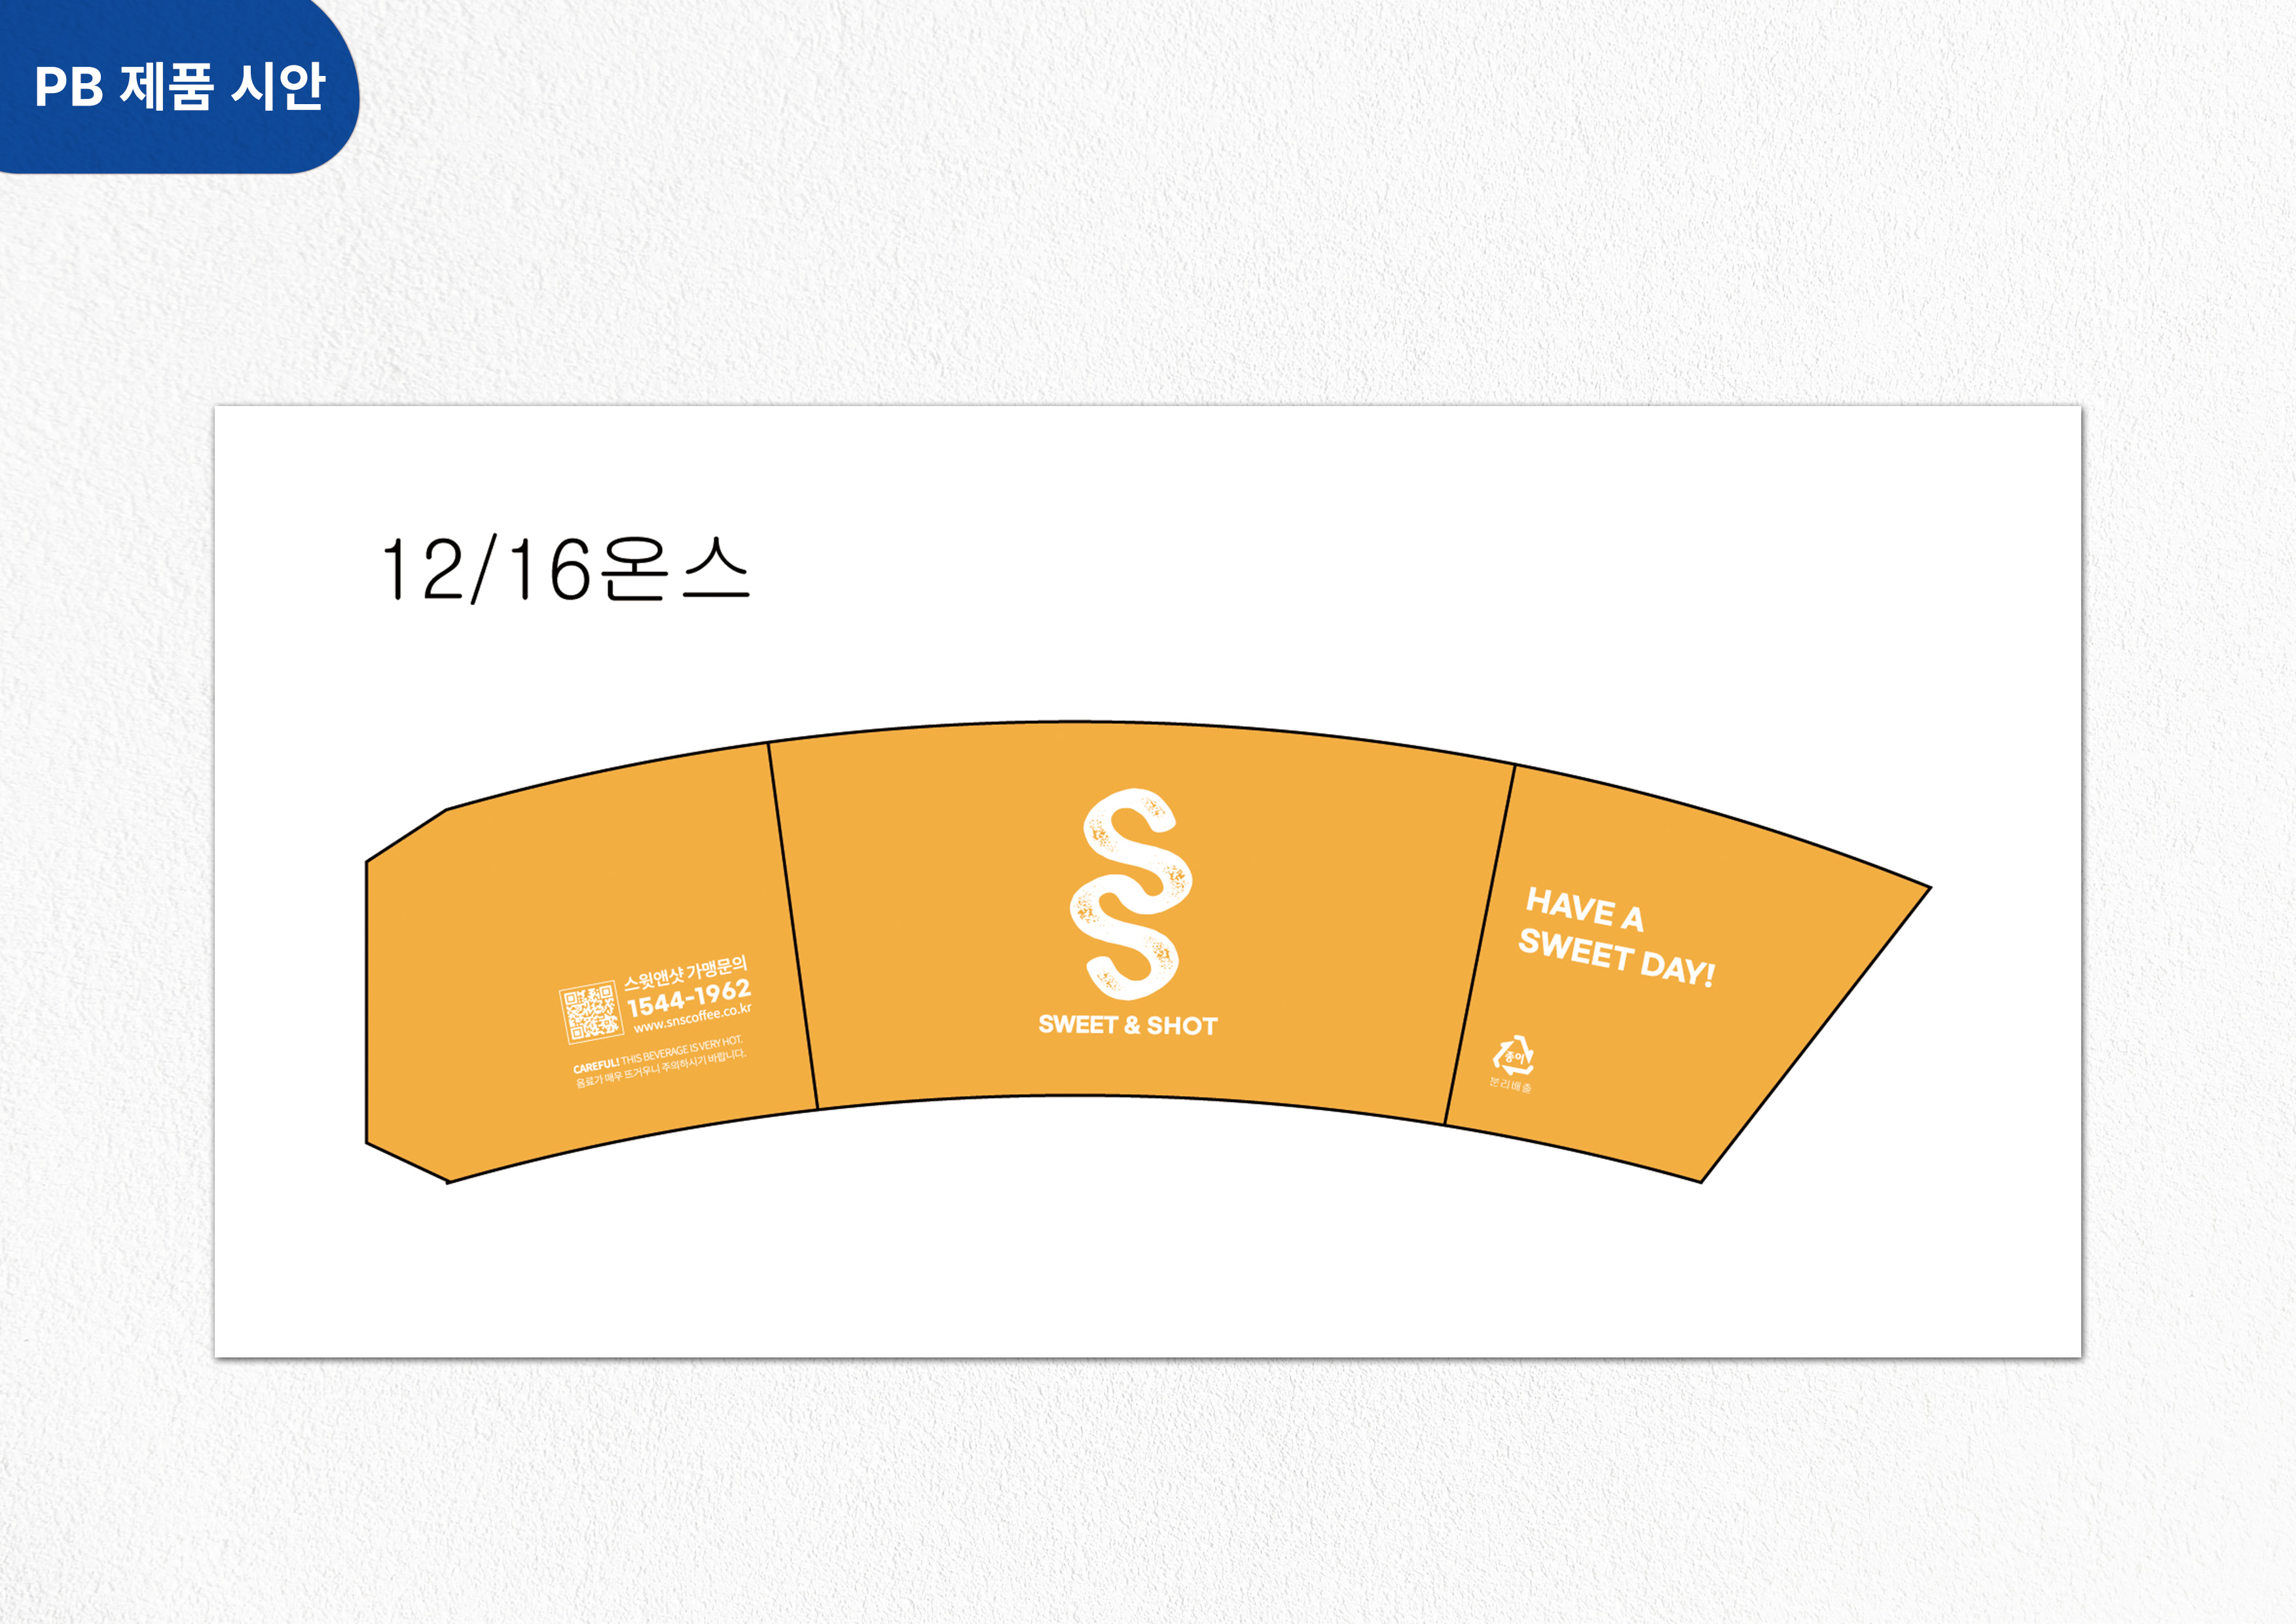 PB 제품 시안
12/16온스
스윗앤샷 가맹문의
1544-1962
www.snscoffee.co.kr
CAREFUL! THIS BEVERAGE IS VERY HOT.
음료가 매우 뜨거우니 주의하시기 바랍니다.
SWEET & SHOT
HAVE A
SWEET DAY!
종이
분리배출